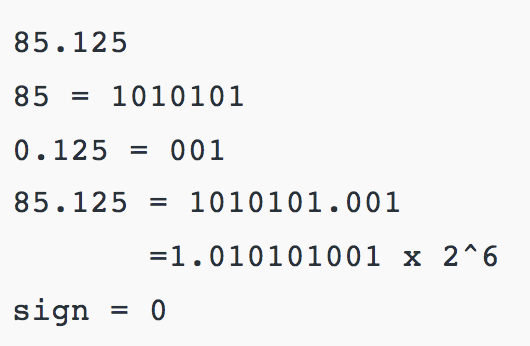 85.125
85 = 1010101
0.125 = 001
85.125 = 1010101.001
=1.010101001 x 2^6
sign = 0